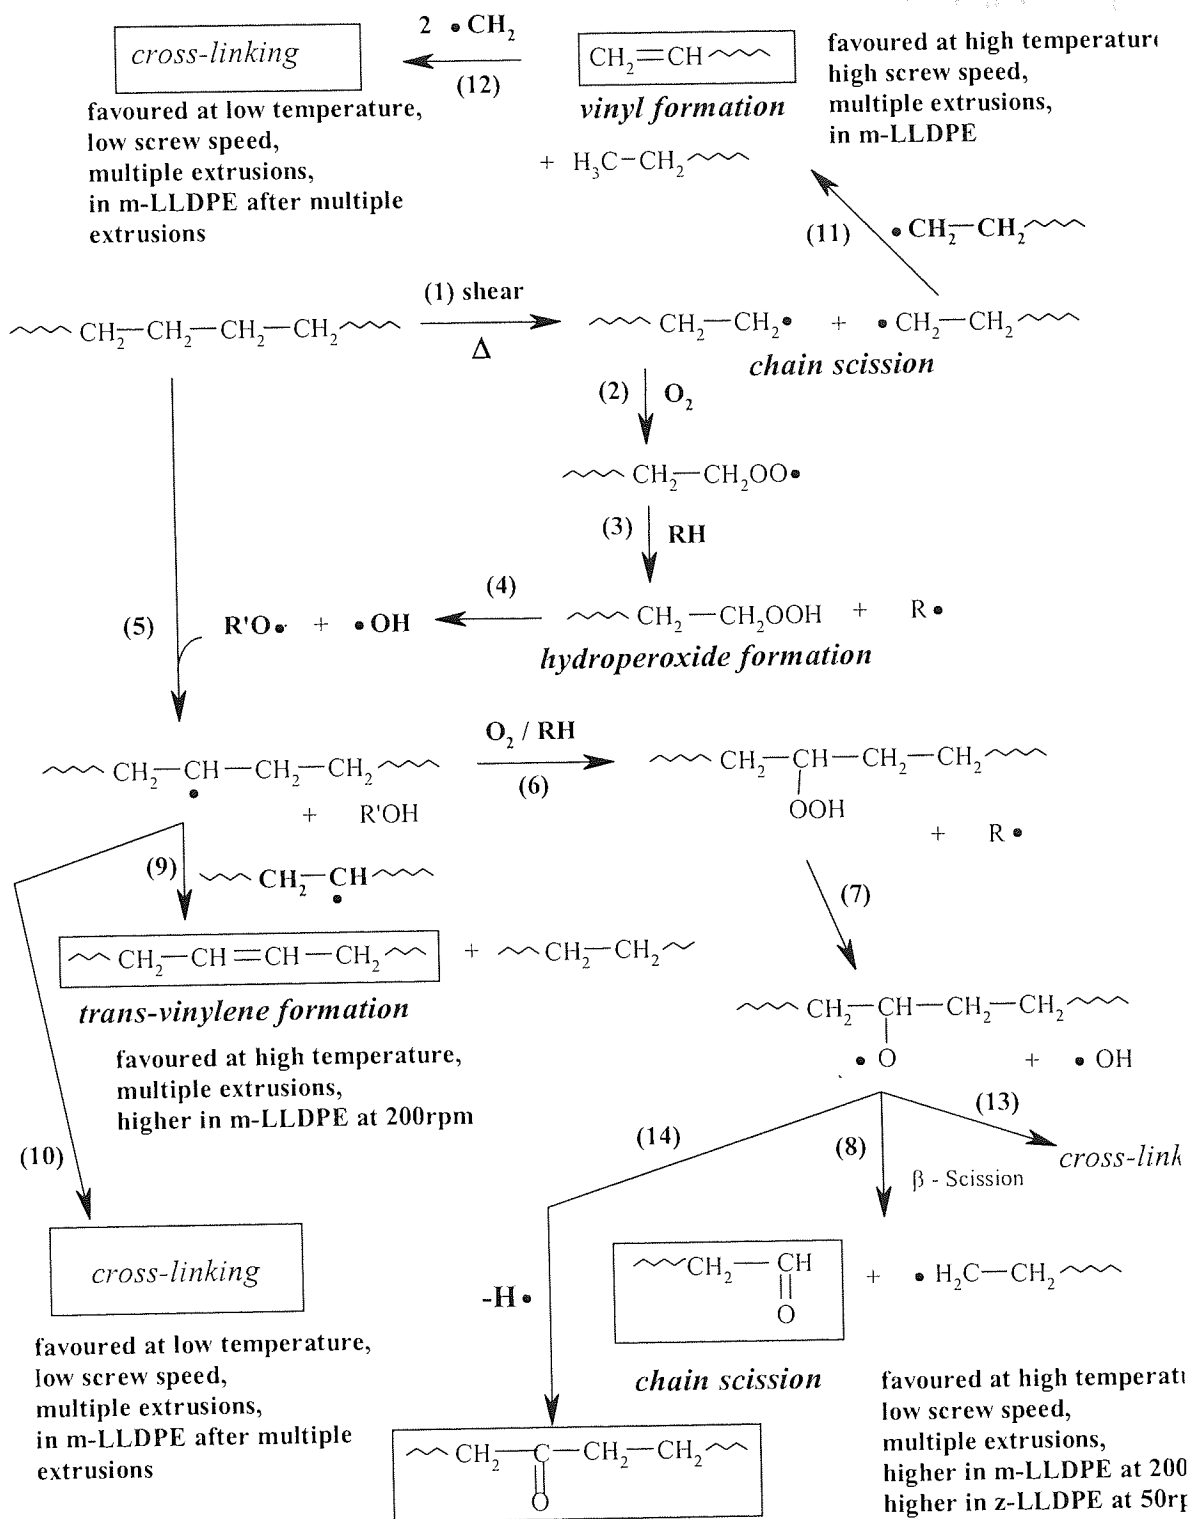 2 •CH₂
(12)
cross-linking
CH₂=CH
vinyl formation
+ H₃C–CH₂
favoured at low temperature,
low screw speed,
multiple extrusions,
in m-LLDPE after multiple
extrusions
favoured at high temperature
high screw speed,
multiple extrusions,
in m-LLDPE
(11) •CH₂–CH₂
CH₂–CH₂–CH₂–CH₂
(1) shear
Δ
CH₂–CH₂• + •CH₂–CH₂
chain scission
(2) O₂
CH₂–CH₂OO•
(3) RH
(4)
CH₂–CH₂OOH + R•
hydroperoxide formation
(5) R'O• + •OH
CH₂–CH–CH₂–CH₂
•
+ R'OH
O₂ / RH
(6)
CH₂–CH–CH₂–CH₂
OOH
+ R•
(7)
(9) CH₂–CH
•
CH₂–CH=CH–CH₂ + CH₂–CH₂
trans-vinylene formation
favoured at high temperature,
multiple extrusions,
higher in m-LLDPE at 200rpm
CH₂–CH–CH₂–CH₂
• O + •OH
(10)
(14)
(8)
(13)
β - Scission
cross-link
cross-linking
favoured at low temperature,
low screw speed,
multiple extrusions,
in m-LLDPE after multiple
extrusions
-H•
CH₂–CH + •H₂C–CH₂
O
chain scission
favoured at high
low screw speed,
multiple extrusions,
higher in m-LLDPE at 200
higher in z-LLDPE at
CH₂–C–CH₂–CH₂
O